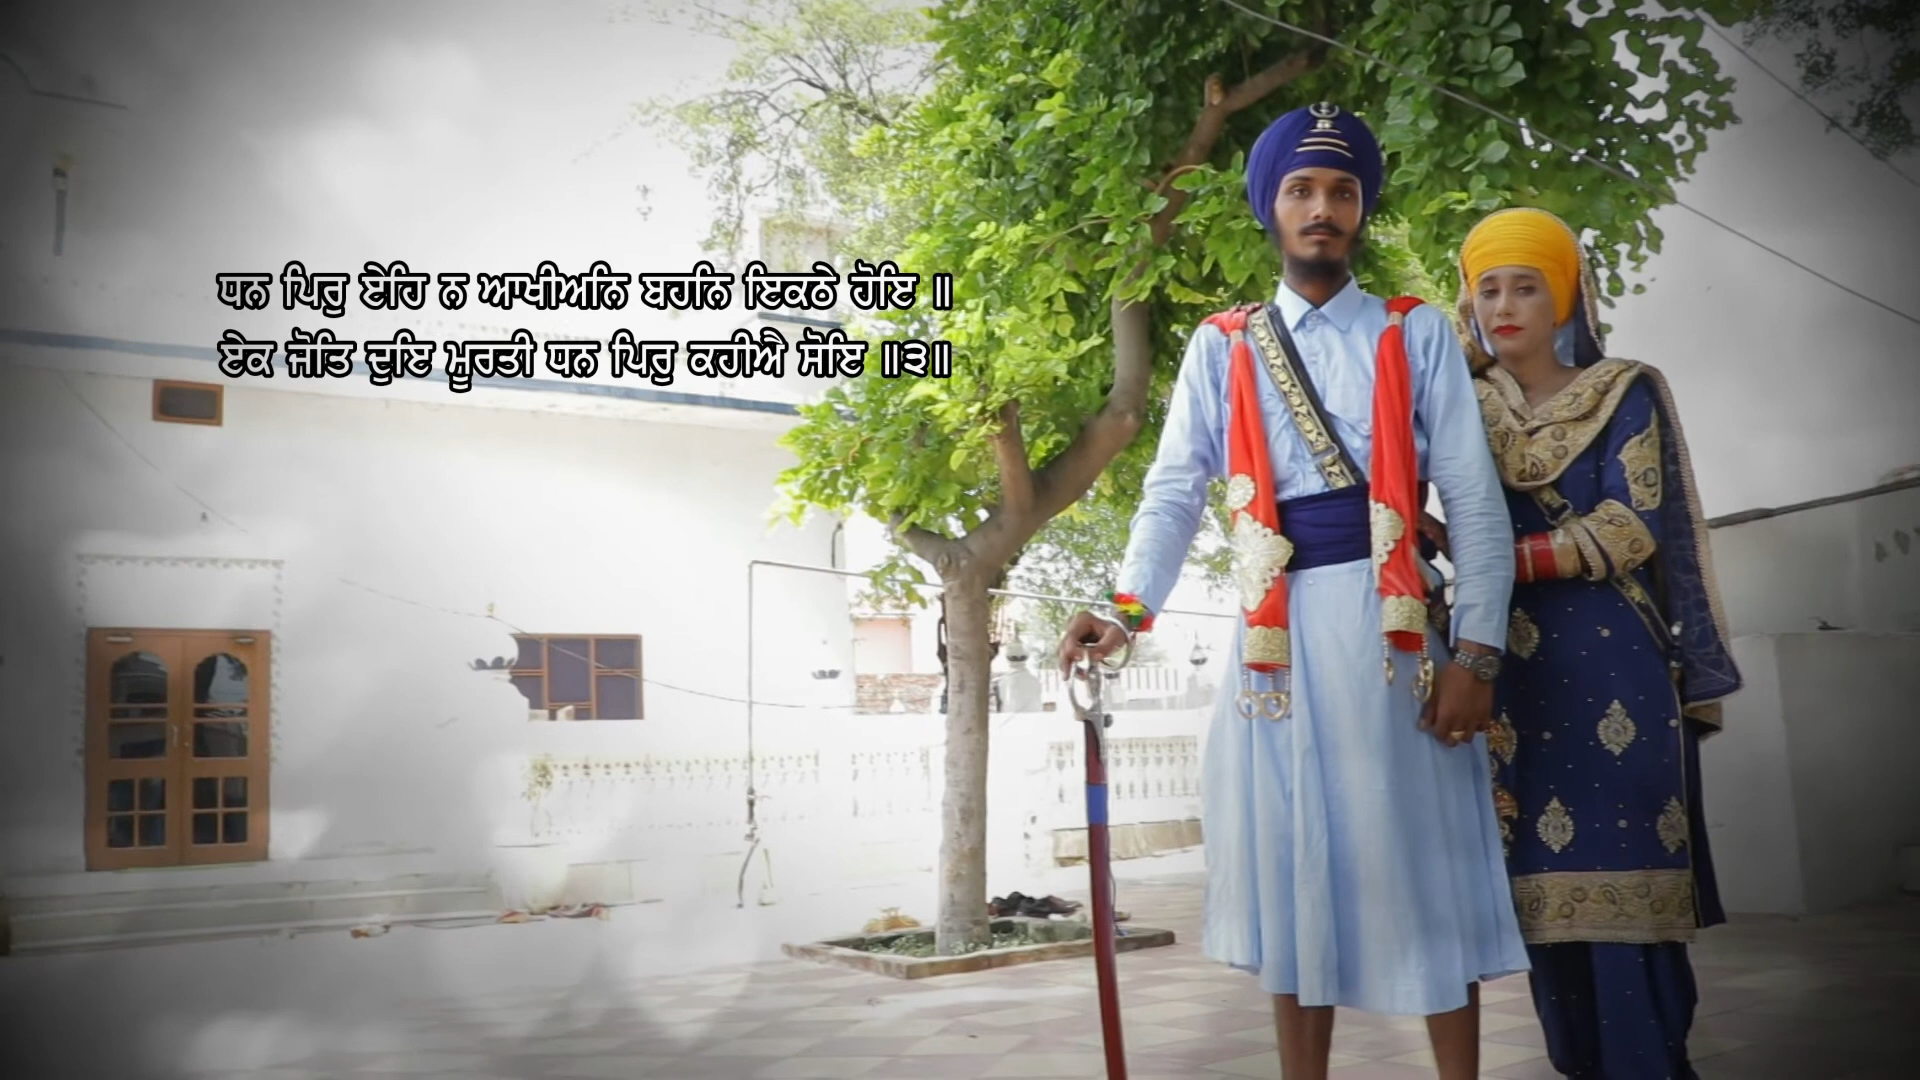 ਧਨ ਪਿਰੁ ਏਹਿ ਨ ਆਖੀਅਨਿ ਬਹਨਿ ਇਕਠੇ ਹੋਇ ॥
ਏਕ ਜੋਤਿ ਦੁਇ ਮੂਰਤੀ ਧਨ ਪਿਰੁ ਕਹੀਐ ਸੋਇ ॥੩॥